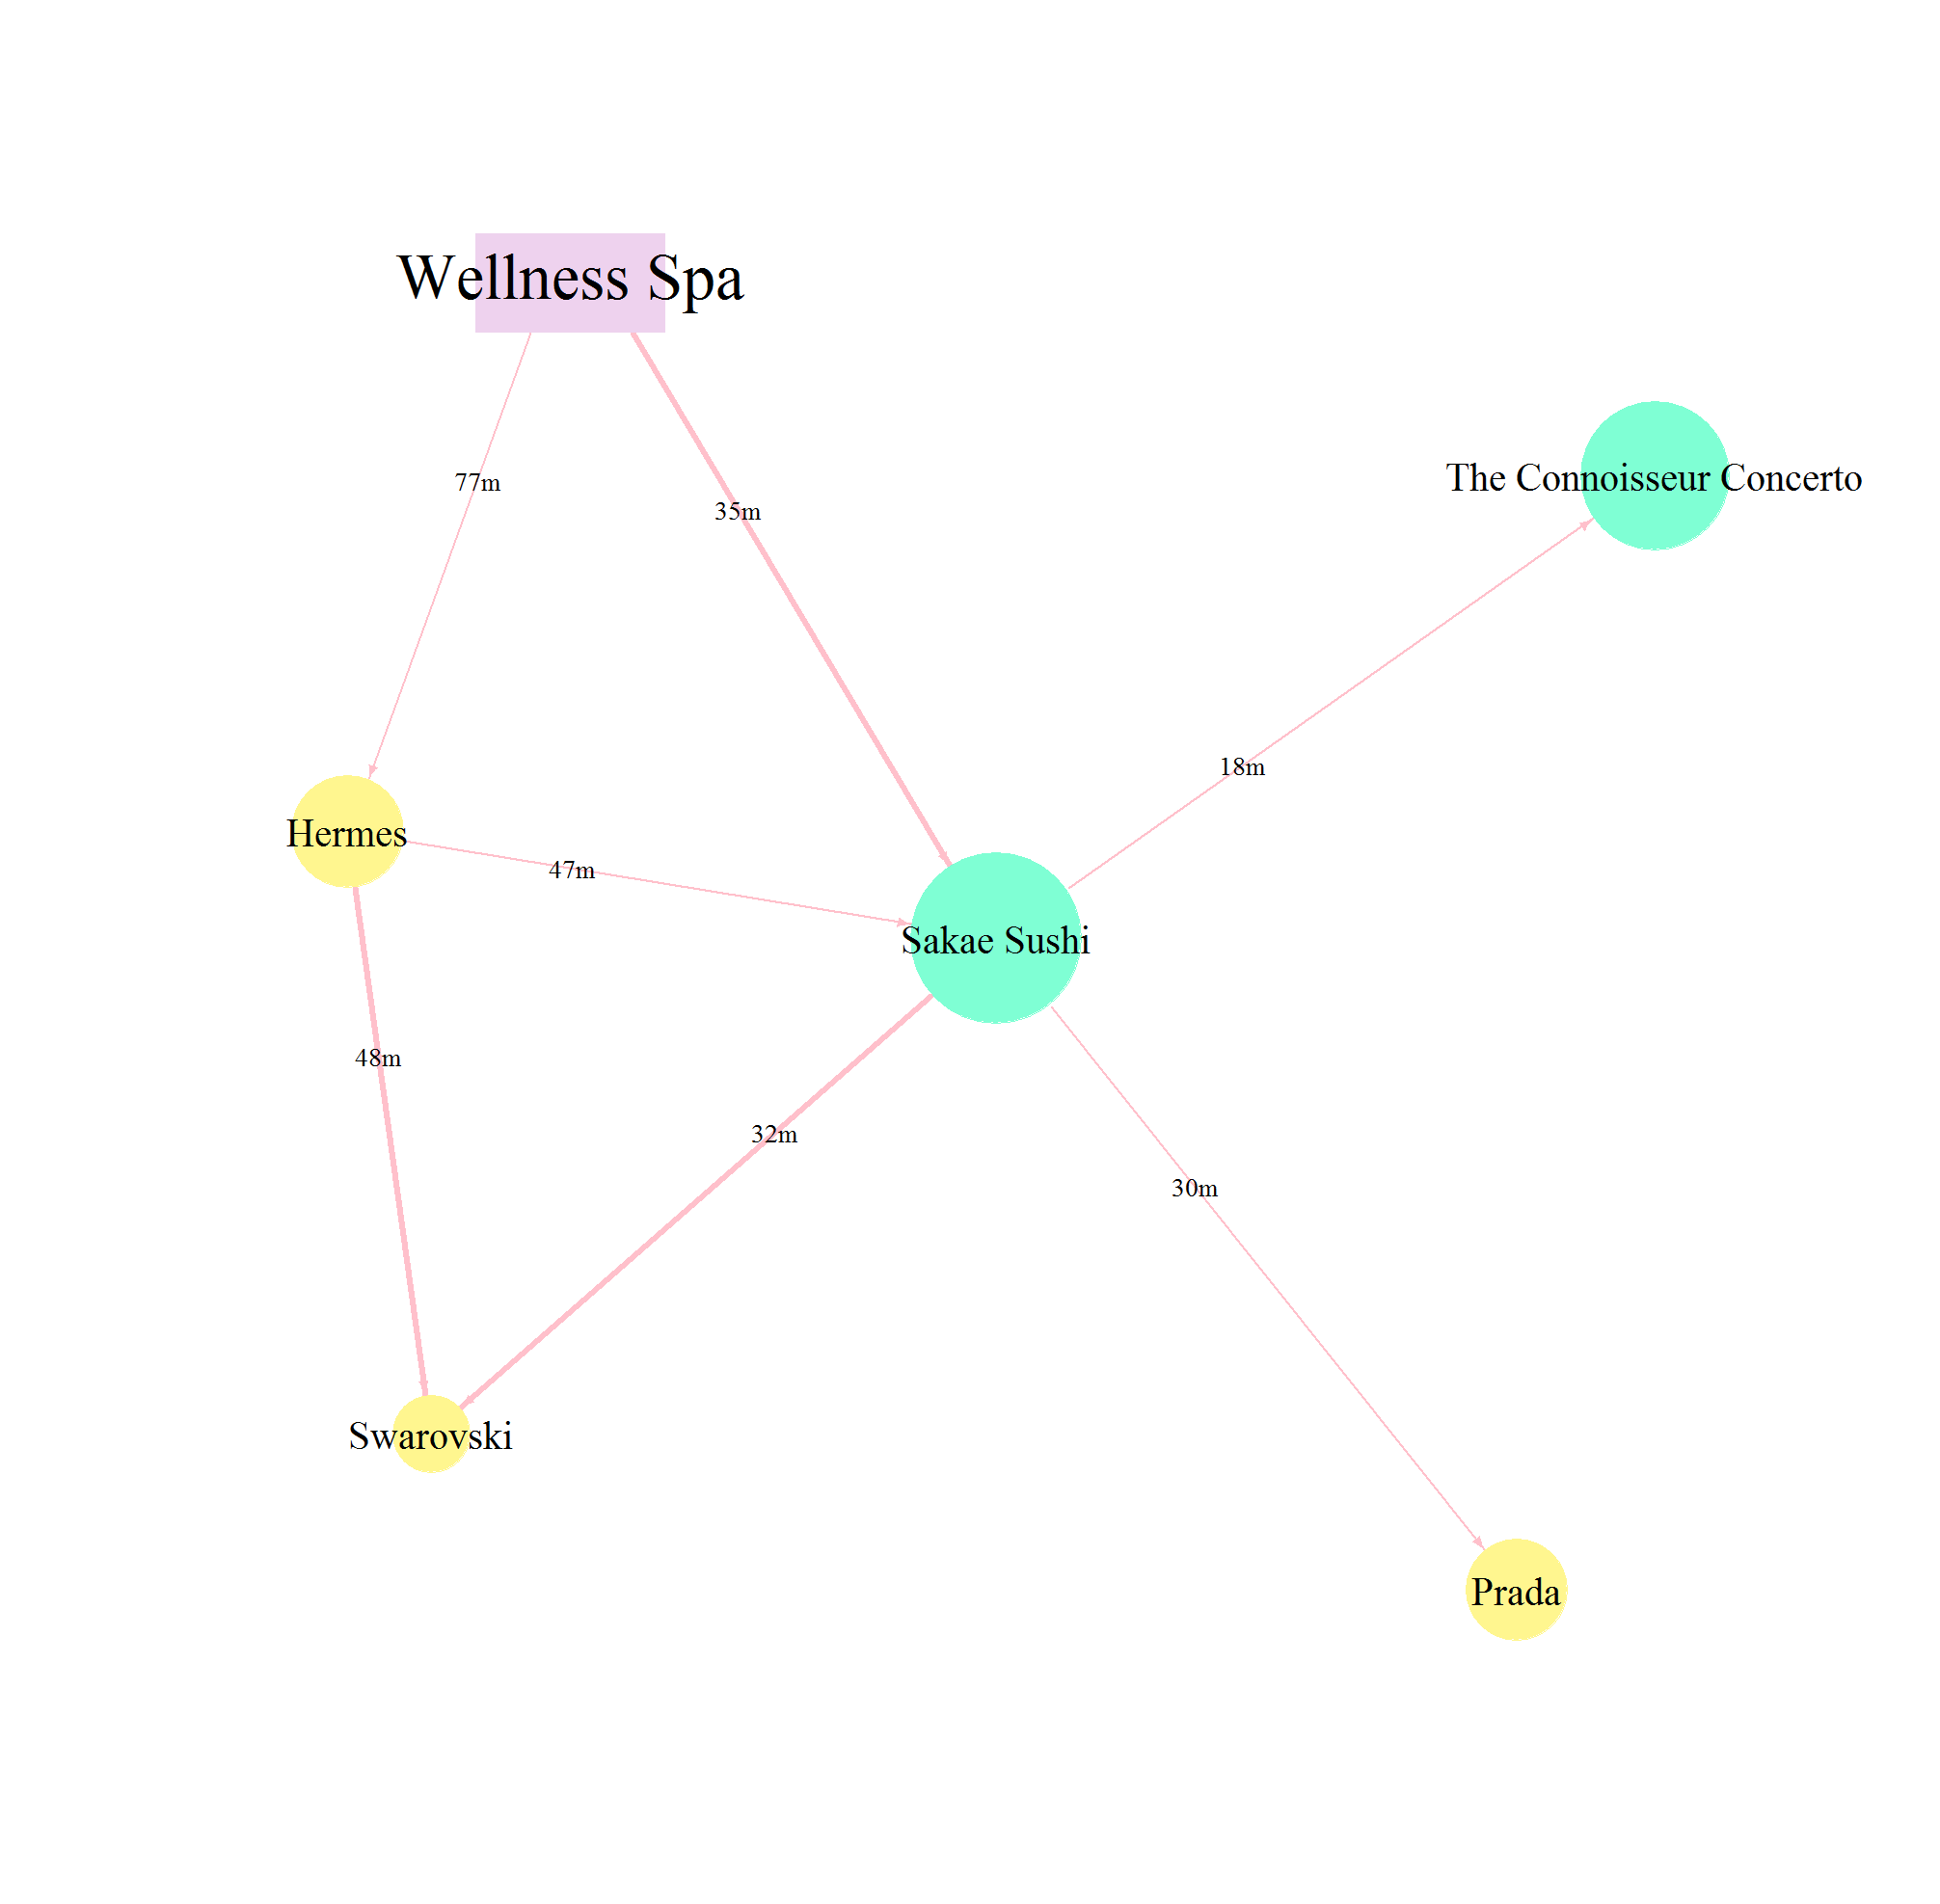 Wellness Spa
The Connoisseur Concerto
77m
35m
18m
Hermes
47m
Sakae Sushi
48m
32m
30m
Swarovski
Prada